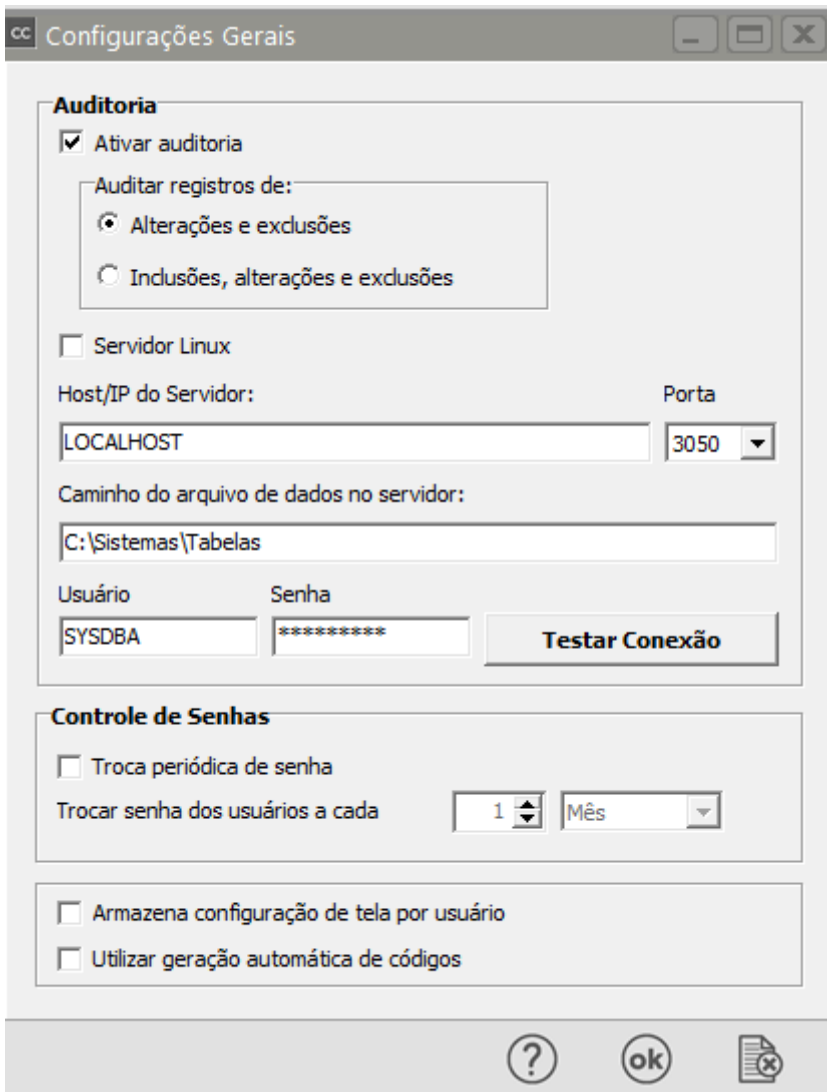 cc Configurações Gerais
Auditoria
Ativar auditoria
Auditar registros de:
Alterações e exclusões
Inclusões, alterações e exclusões
Servidor Linux
Host/IP do Servidor: Porta
LOCALHOST 3050
Caminho do arquivo de dados no servidor:
C:\Sistemas\Tabelas
Usuário Senha
SYSDBA ********* Testar Conexão
Controle de Senhas
Troca periódica de senha
Trocar senha dos usuários a cada 1 Mês
Armazena configuração de tela por usuário
Utilizar geração automática de códigos
? ok